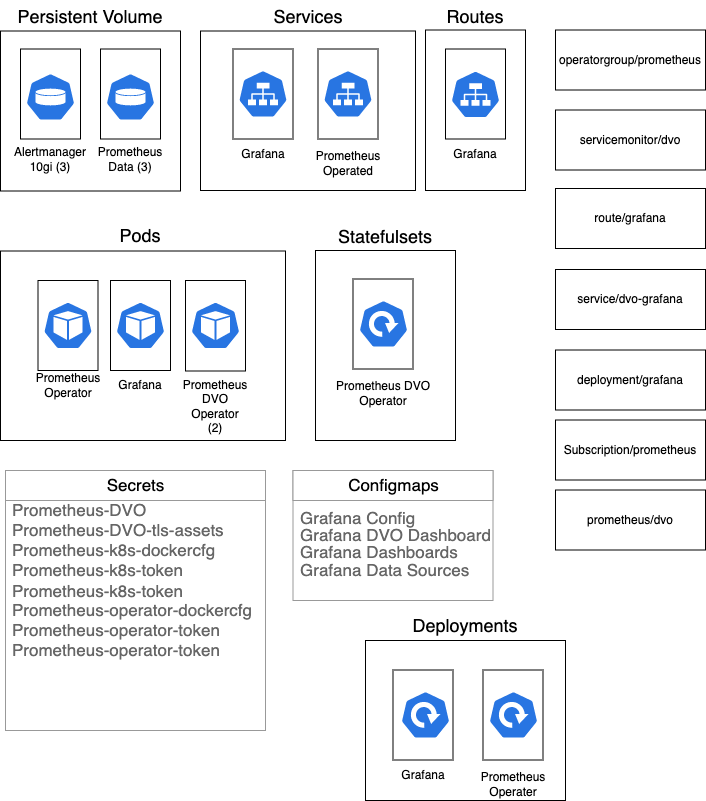 Persistent Volume
Services
Routes
Alertmanager
10gi (3)
Prometheus
Data (3)
Grafana
Prometheus
Operated
Grafana
operatorgroup/prometheus
servicemonitor/dvo
route/grafana
service/dvo-grafana
deployment/grafana
Subscription/prometheus
prometheus/dvo
Pods
Statefulsets
Prometheus
Operator
Grafana
Prometheus
DVO
Operator
(2)
Prometheus DVO
Operator
Secrets
Prometheus-DVO
Prometheus-DVO-tls-assets
Prometheus-k8s-dockercfg
Prometheus-k8s-token
Prometheus-k8s-token
Prometheus-operator-dockercfg
Prometheus-operator-token
Prometheus-operator-token
Configmaps
Grafana Config
Grafana DVO Dashboard
Grafana Dashboards
Grafana Data Sources
Deployments
Grafana
Prometheus
Operater